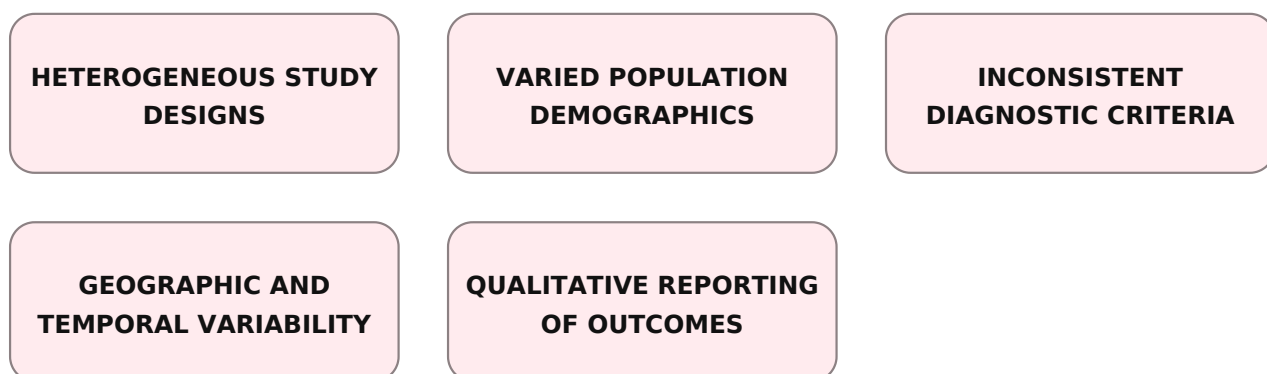 HETEROGENEOUS STUDY
DESIGNS
VARIED POPULATION
DEMOGRAPHICS
INCONSISTENT
DIAGNOSTIC CRITERIA
GEOGRAPHIC AND
TEMPORAL VARIABILITY
QUALITATIVE REPORTING
OF OUTCOMES